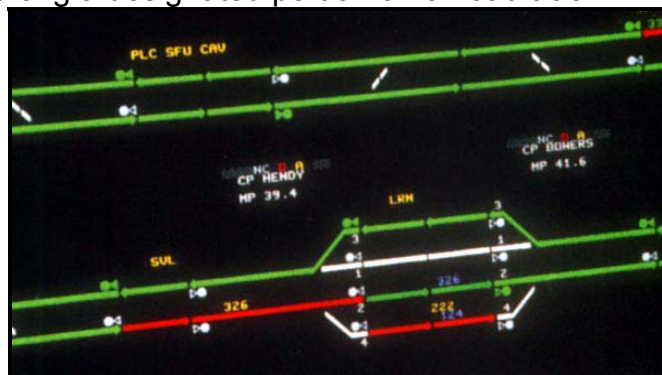 PLC SFU CAV
NC D A
CP HENDY
MP 39.4
NC D A
CP BOWERS
MP 41.6
LRN
3
3
SVL
1
1
326
2
326
2
222
124
4
4